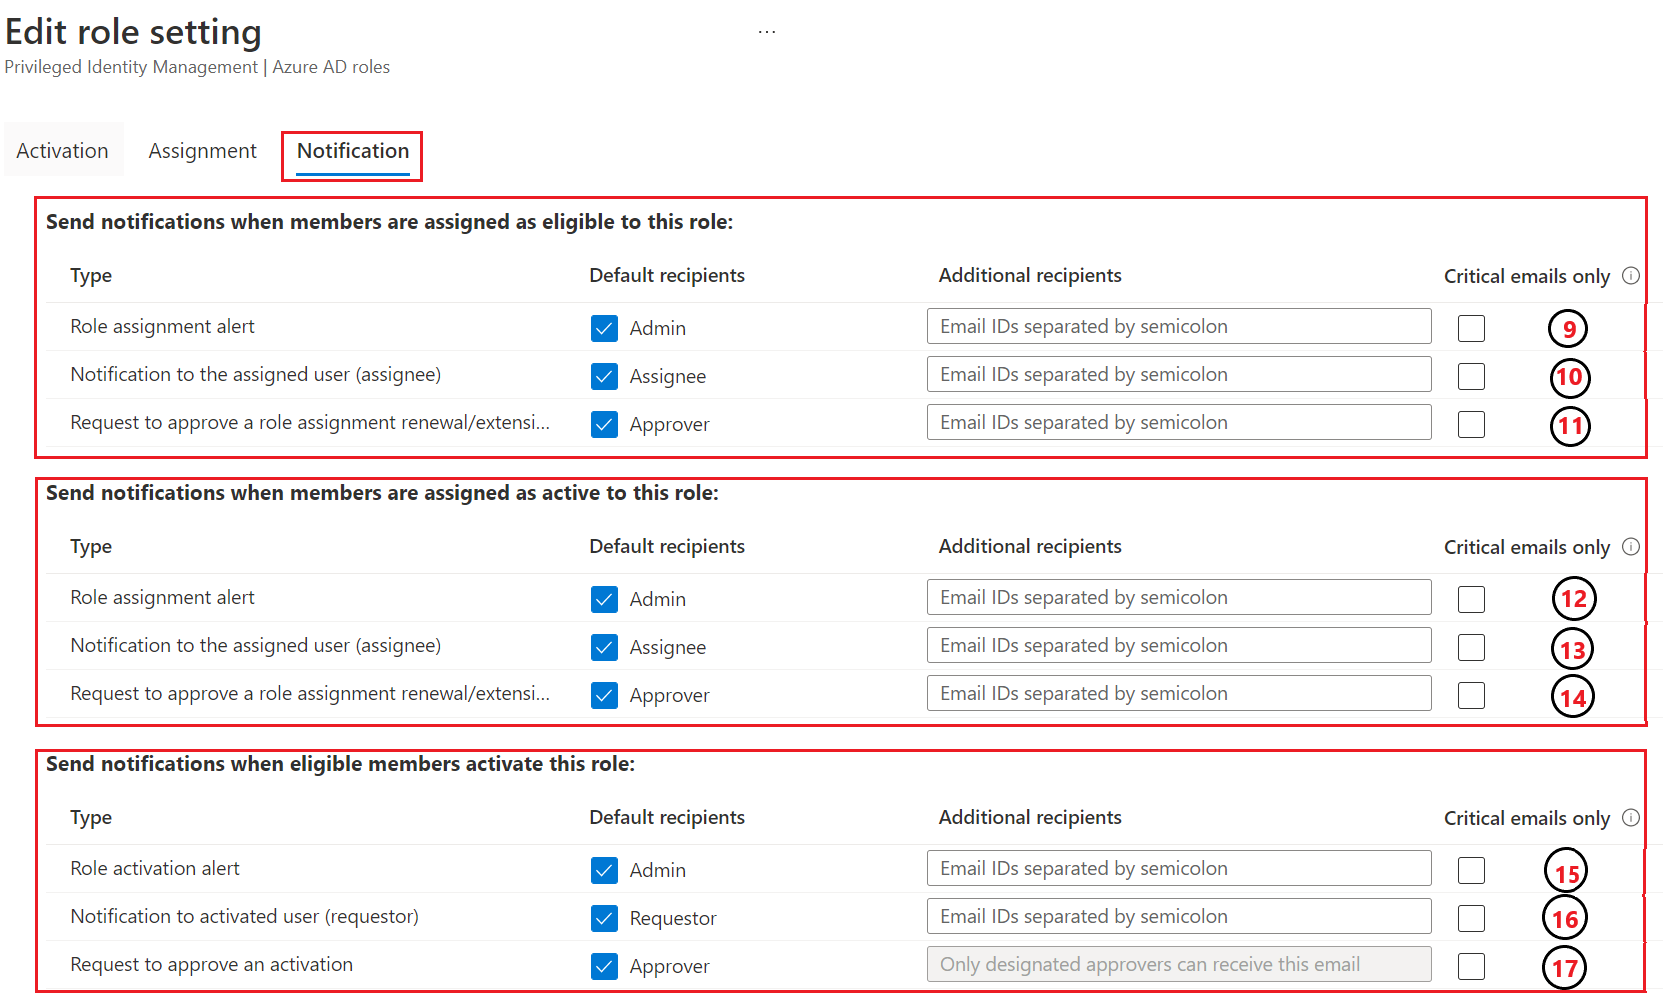 Edit role setting ...
Privileged Identity Management | Azure AD roles
Activation Assignment Notification
Send notifications when members are assigned as eligible to this role:
Type Default recipients Additional recipients Critical emails only
Role assignment alert Admin Email IDs separated by semicolon 9
Notification to the assigned user (assignee) Assignee Email IDs separated by semicolon 10
Request to approve a role assignment renewal/extensi... Approver Email IDs separated by semicolon 11
Send notifications when members are assigned as active to this role:
Type Default recipients Additional recipients Critical emails only
Role assignment alert Admin Email IDs separated by semicolon 12
Notification to the assigned user (assignee) Assignee Email IDs separated by semicolon 13
Request to approve a role assignment renewal/extensi... Approver Email IDs separated by semicolon 14
Send notifications when eligible members activate this role:
Type Default recipients Additional recipients Critical emails only
Role activation alert Admin Email IDs separated by semicolon 15
Notification to activated user (requestor) Requestor Email IDs separated by semicolon 16
Request to approve an activation Approver Only designated approvers can receive this email 17